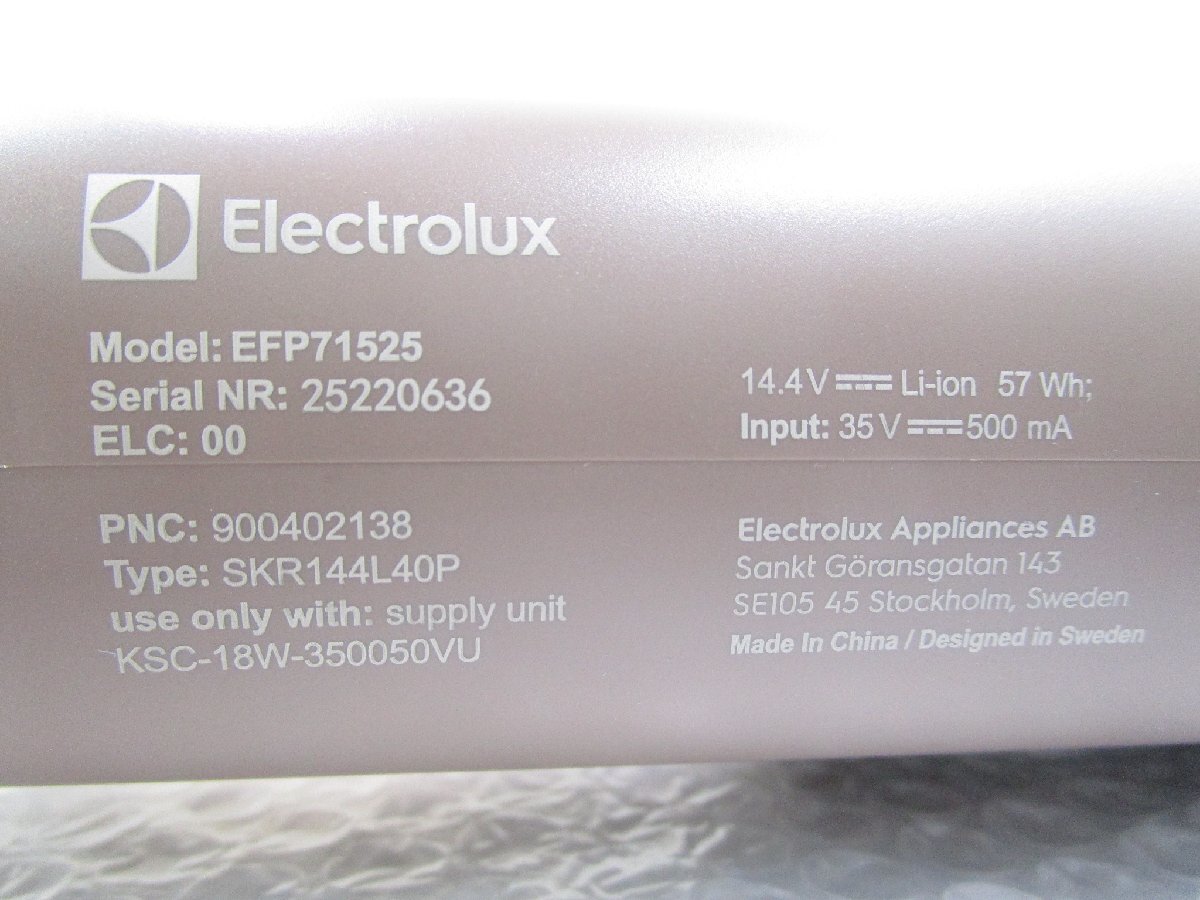 Electrolux
Model: EFP71525
Serial NR: 25220636
ELC: 00
14.4V Li-ion 57 Wh;
Input: 35V 500 mA
PNC: 900402138
Type: SKR144L40P
use only with: supply unit
KSC-18W-350050VU
Electrolux Appliances AB
Sankt Göransgatan 143
SE105 45 Stockholm, Sweden
Made In China / Designed in Sweden